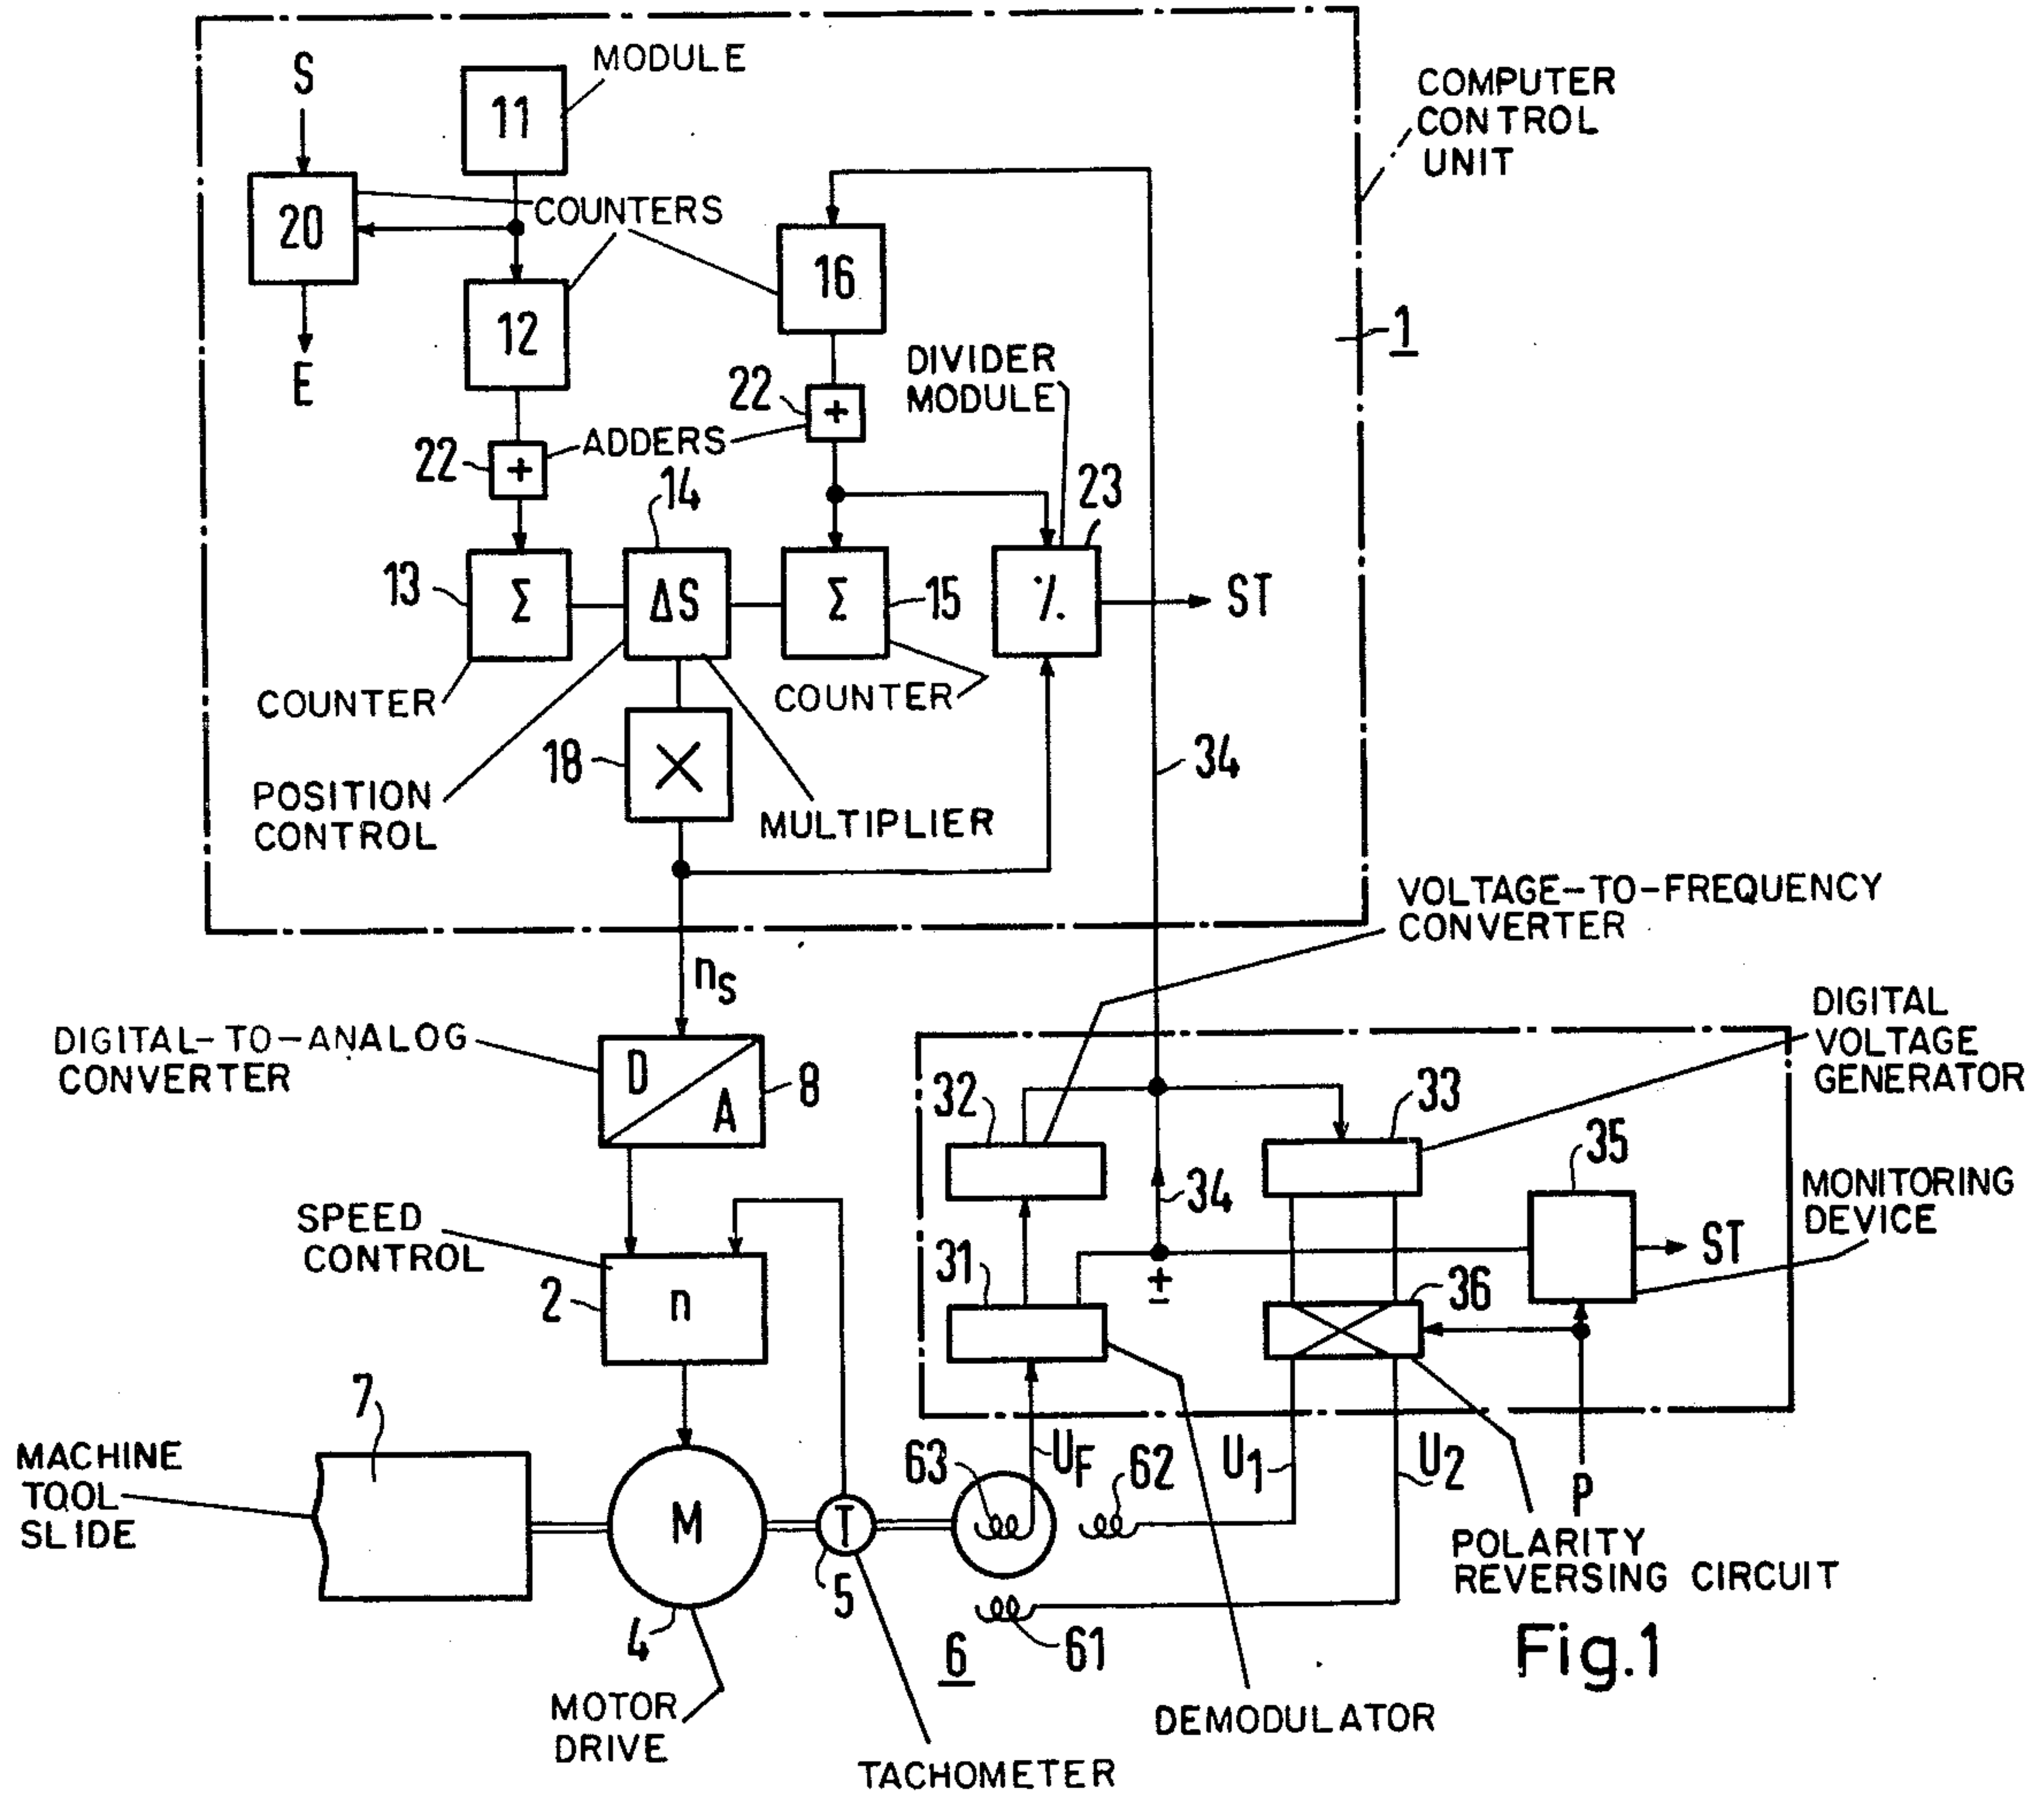 MODULE
S
11
COMPUTER
CONTROL
UNIT
COUNTERS
20
16
12
1
E
DIVIDER
MODULE
22
+
ADDERS
22
+
14
23
13
Σ
ΔS
Σ
15
٪
ST
COUNTER
COUNTER
18
34
POSITION
CONTROL
MULTIPLIER
VOLTAGE-TO-FREQUENCY
CONVERTER
nS
DIGITAL
VOLTAGE
GENERATOR
DIGITAL-TO-ANALOG
CONVERTER
D
A
8
32
33
35
34
MONITORING
DEVICE
SPEED
CONTROL
31
±
ST
2
n
36
7
MACHINE
TOOL
SLIDE
63
UF
62
U1
U2
P
M
T
5
POLARITY
REVERSING CIRCUIT
4
6
61
Fig.1
MOTOR
DRIVE
DEMODULATOR
TACHOMETER